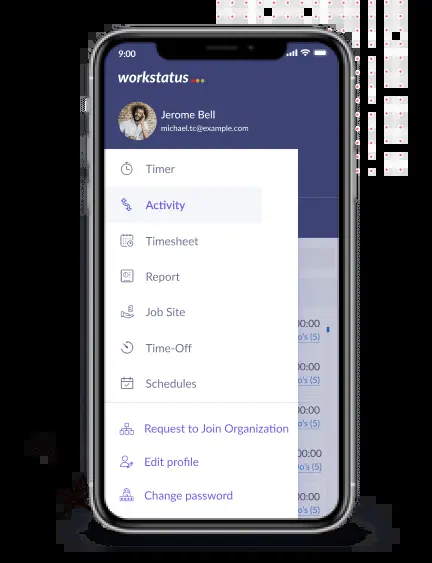 9:00
workstatus
Jerome Bell
michael.tc@example.com
Timer
Activity
Timesheet
Report
Job Site
Time-Off
Schedules
Request to Join Organization
Edit profile
Change password
00:00
o's (5)
00:00
o's (5)
00:00
o's (5)
00:00
o's (5)
00:00
o's (5)